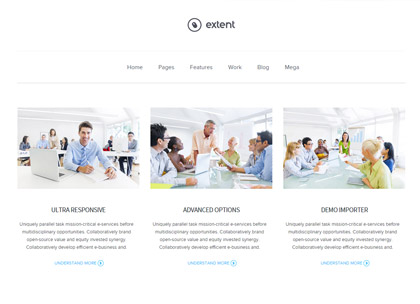 extent
Home Pages Features Work Blog Mega
ULTRA RESPONSIVE
Uniquely parallel task mission-critical e-services before
multidisciplinary opportunities. Collaboratively brand
open-source value and equity invested synergy.
Collaboratively develop efficient e-business and.
UNDERSTAND MORE
ADVANCED OPTIONS
Uniquely parallel task mission-critical e-services before
multidisciplinary opportunities. Collaboratively brand
open-source value and equity invested synergy.
Collaboratively develop efficient e-business and.
UNDERSTAND MORE
DEMO IMPORTER
Uniquely parallel task mission-critical e-services before
multidisciplinary opportunities. Collaboratively brand
open-source value and equity invested synergy.
Collaboratively develop efficient e-business and.
UNDERSTAND MORE